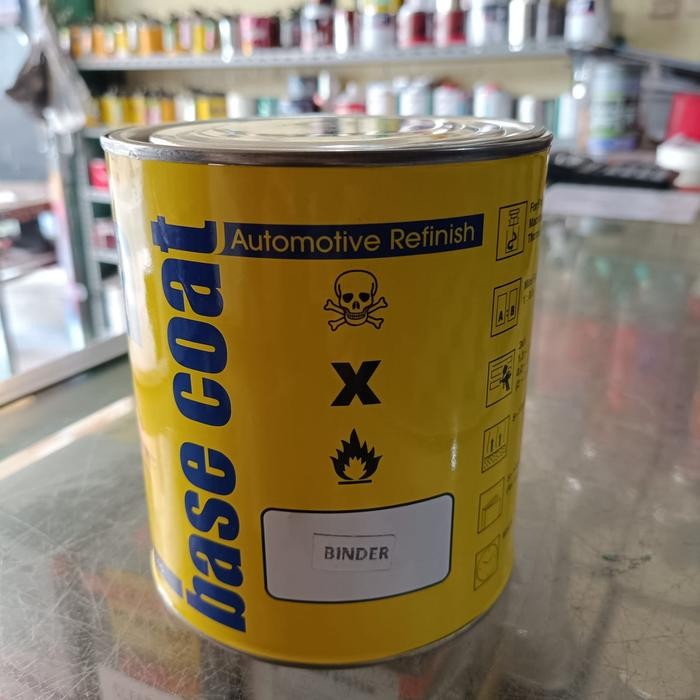 base coat
Automotive Refinish
X
BINDER
A B